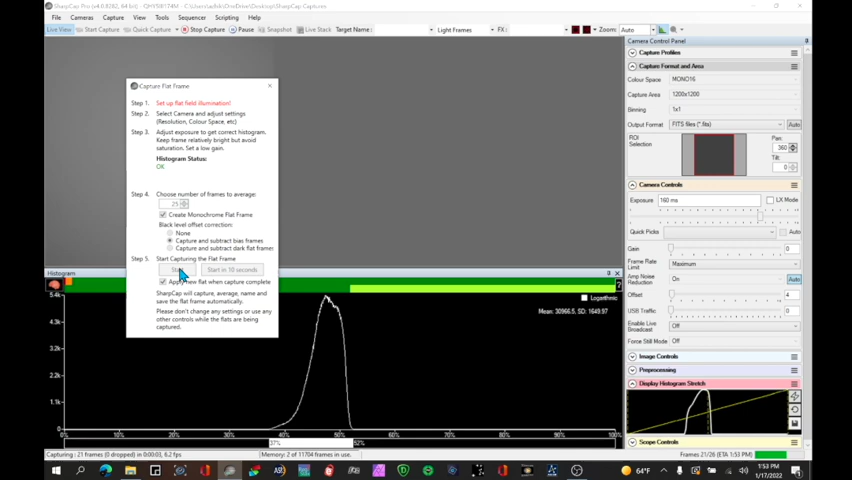 SharpCap Pro v4.0.8282, 64 bit) - QHY5III174M
File Cameras Capture View Tools Sequencer Scripting Help
Live View Start Capture Quick Capture Stop Capture Pause Snapshot Live Stack Target Name: Light Frames FX: Zoom: Auto
Camera Control Panel
Capture Profiles
Capture Format and Area
Colour Space MONO16
Capture Area 1200x1200
Binning 1x1
Output Format FITS files (*.fits) Auto
ROI Selection
Pan: 360
Tilt: 0
Camera Controls
Exposure 160 ms LX Mode
Quick Picks Auto
Gain 0
Frame Rate Limit Maximum
Amp Noise Reduction On Auto
Offset 4
USB Traffic 0
Enable Live Broadcast Off
Force Still Mode Off
Image Controls
Preprocessing
Display Histogram Stretch
Scope Controls
Capture Flat Frame
Step 1. Set up flat field illumination!
Step 2. Select Camera and adjust settings
(Resolution, Colour Space, etc)
Step 3. Adjust exposure to get correct histogram.
Keep frame relatively bright but avoid
saturation. Set a low gain.
Histogram Status:
OK
Step 4. Choose number of frames to average:
25
Create Monochrome Flat Frame
Black level offset correction:
None
Capture and subtract bias frames
Capture and subtract dark flat frames
Step 5. Start Capturing the Flat Frame
Start Start in 10 seconds
Apply new flat when capture complete
SharpCap will capture, average, name and
save the flat frame automatically.
Please don't change any settings or use any
other controls while the flats are being
captured.
Histogram
Logarithmic
Mean: 30966.5, SD: 1649.97
5.4k
3.2k
2.2k
1.1k
0
0% 10% 20% 30% 40% 50% 60% 70% 80% 90% 100%
37% 52%
Capturing : 21 frames (0 dropped) in 0:00:03, 6.2 fps Memory: 2 of 11704 frames in use. Frames 21/26 (ETA 1:53 PM)
64°F
1:53 PM
1/17/2022